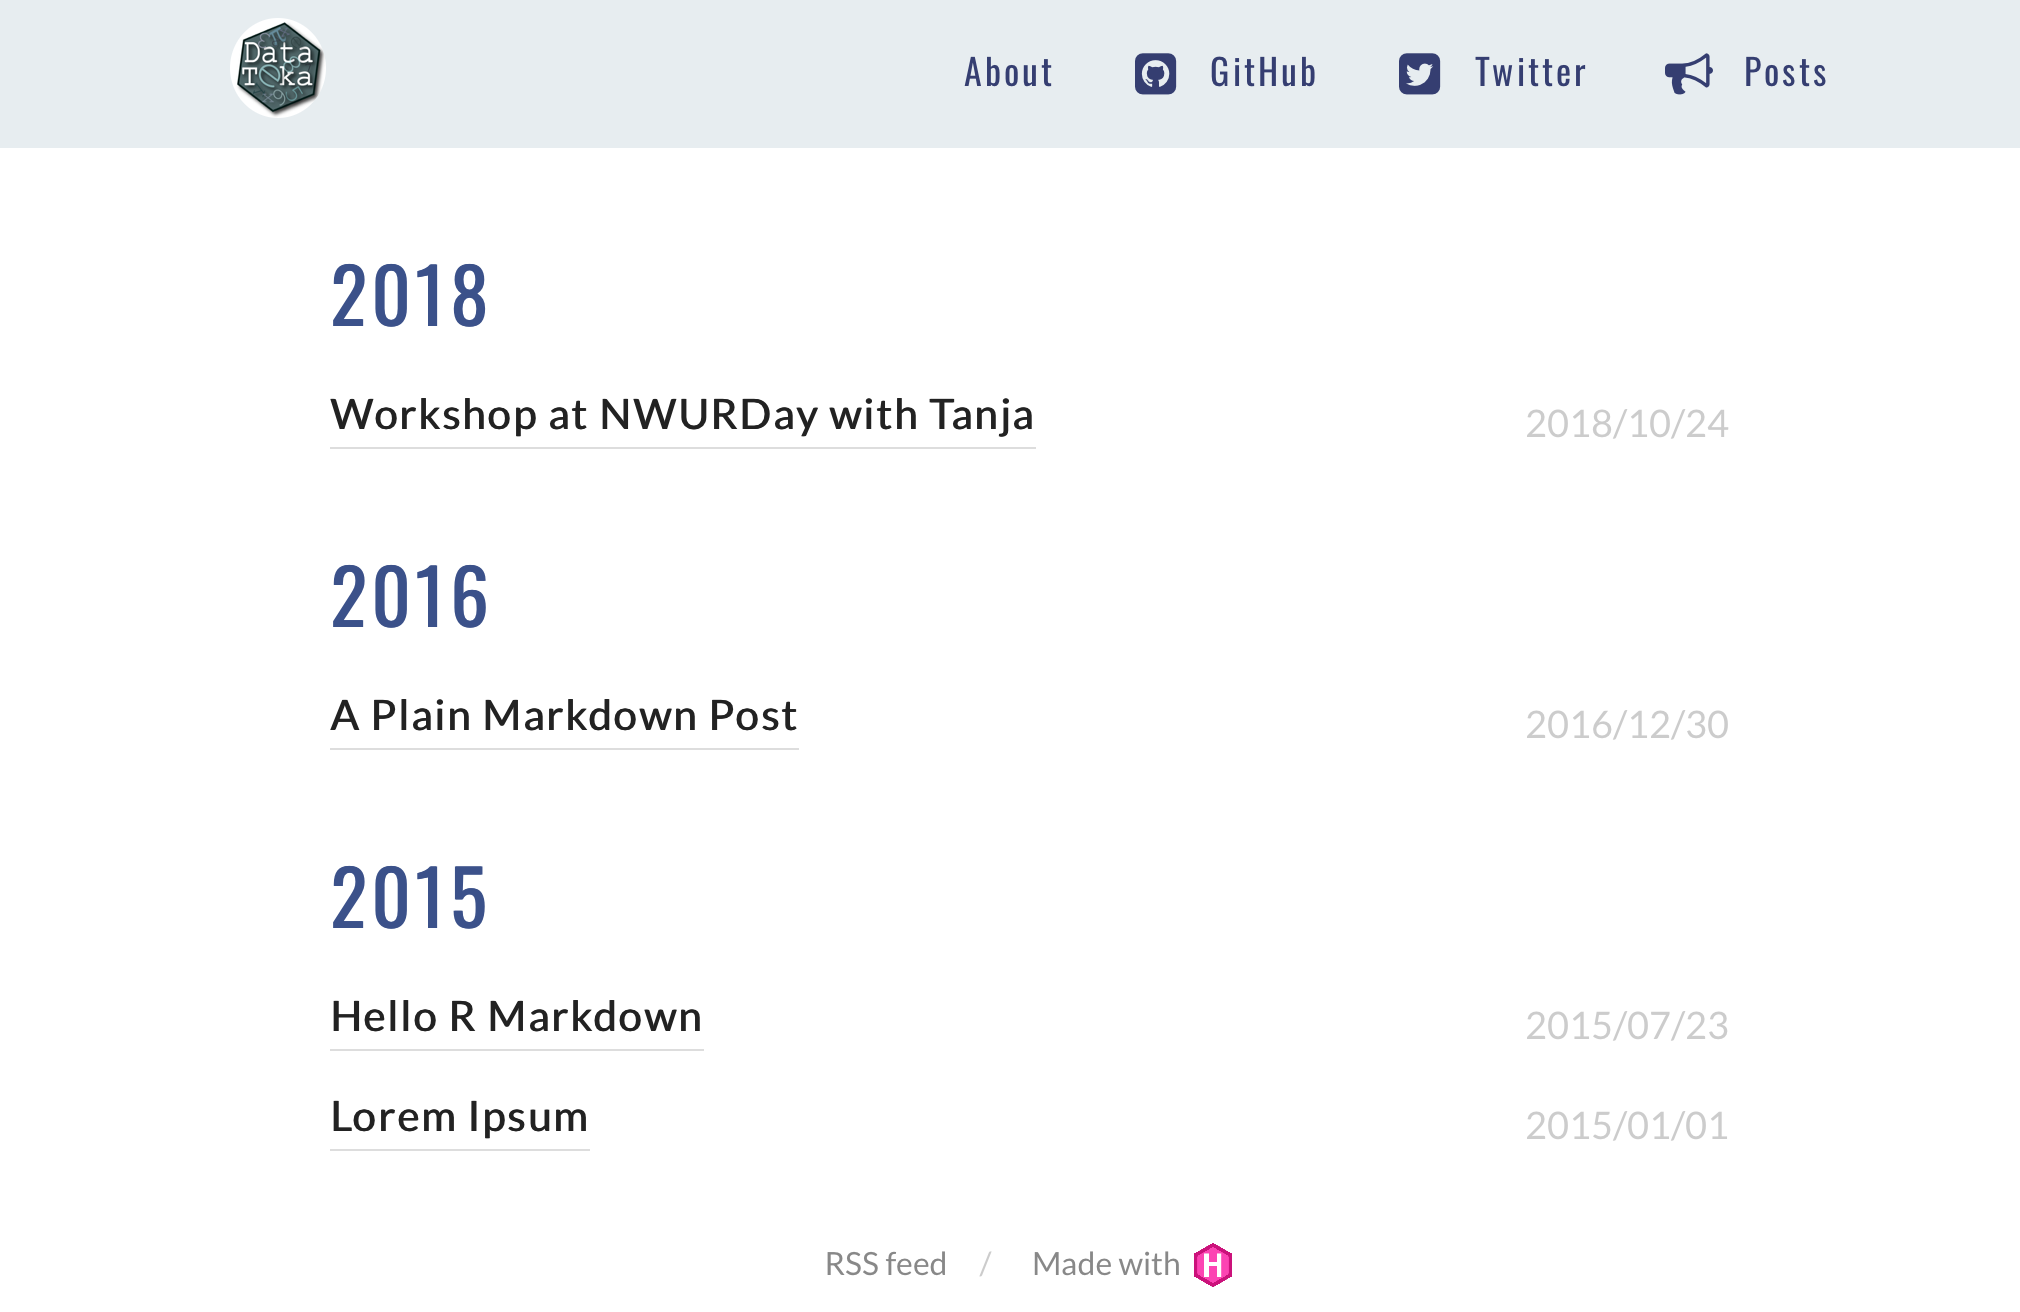 Data
Teka
About GitHub Twitter Posts
2018
Workshop at NWURDay with Tanja 2018/10/24
2016
A Plain Markdown Post 2016/12/30
2015
Hello R Markdown 2015/07/23
Lorem Ipsum 2015/01/01
RSS feed / Made with H